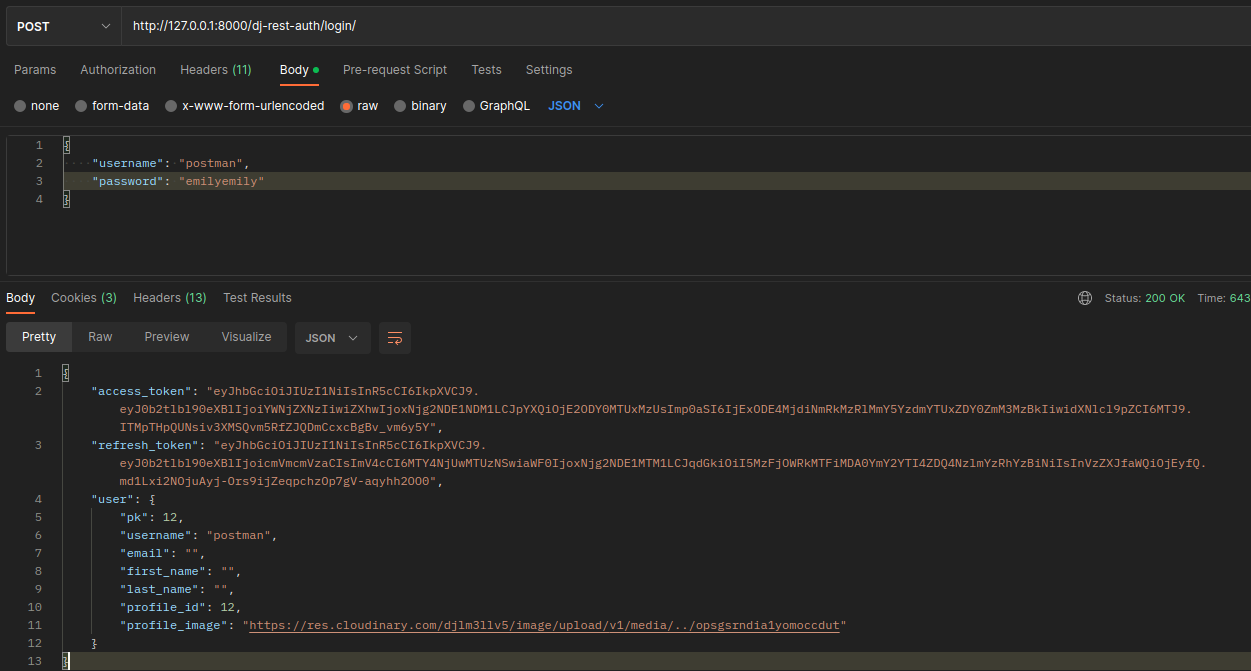 POST http://127.0.0.1:8000/dj-rest-auth/login/
Params Authorization Headers (11) Body Pre-request Script Tests Settings
none form-data x-www-form-urlencoded raw binary GraphQL JSON
1 {
2 "username": "postman",
3 "password": "emilyemily"
4 }
Body Cookies (3) Headers (13) Test Results Status: 200 OK Time: 643
Pretty Raw Preview Visualize JSON
1 {
2 "access_token": "eyJhbGciOiJIUzI1NiIsInR5cCI6IkpXVCJ9.
eyJ0b2tlbl90eXBlIjoiYWNjZXNzIiwiZXhwIjoxNjg2NDE1NDM1LCJpYXQiOjE2ODY0MTUxMzUsImp0aSI6IjExODE4MjdiNmRkMzRlMmY5YzdmYTUxZDY0ZmM3MzBkIiwidXNlcl9pZCI6MTJ9.
ITMpTHpQUNsiv3XMSQvm5RfZJQDmCcxcBgBv_vm6y5Y",
3 "refresh_token": "eyJhbGciOiJIUzI1NiIsInR5cCI6IkpXVCJ9.
eyJ0b2tlbl90eXBlIjoicmVmcmVzaCIsImV4cCI6MTY4NjUwMTUzNSwiaWF0IjoxNjg2NDE1MTM1LCJqdGkiOiI5MzFjOWRkMTFiMDA0YmY2YTI4ZDQ4NzlmYzRhYzBiNiIsInVzZXJfaWQiOjEyfQ.
md1Lxi2NOjuAyj-Ors9ijZeqpchzOp7gV-aqyhh2OO0",
4 "user": {
5 "pk": 12,
6 "username": "postman",
7 "email": "",
8 "first_name": "",
9 "last_name": "",
10 "profile_id": 12,
11 "profile_image": "https://res.cloudinary.com/djlm3llv5/image/upload/v1/media/../opsgsrndia1yomoccdut"
12 }
13 }